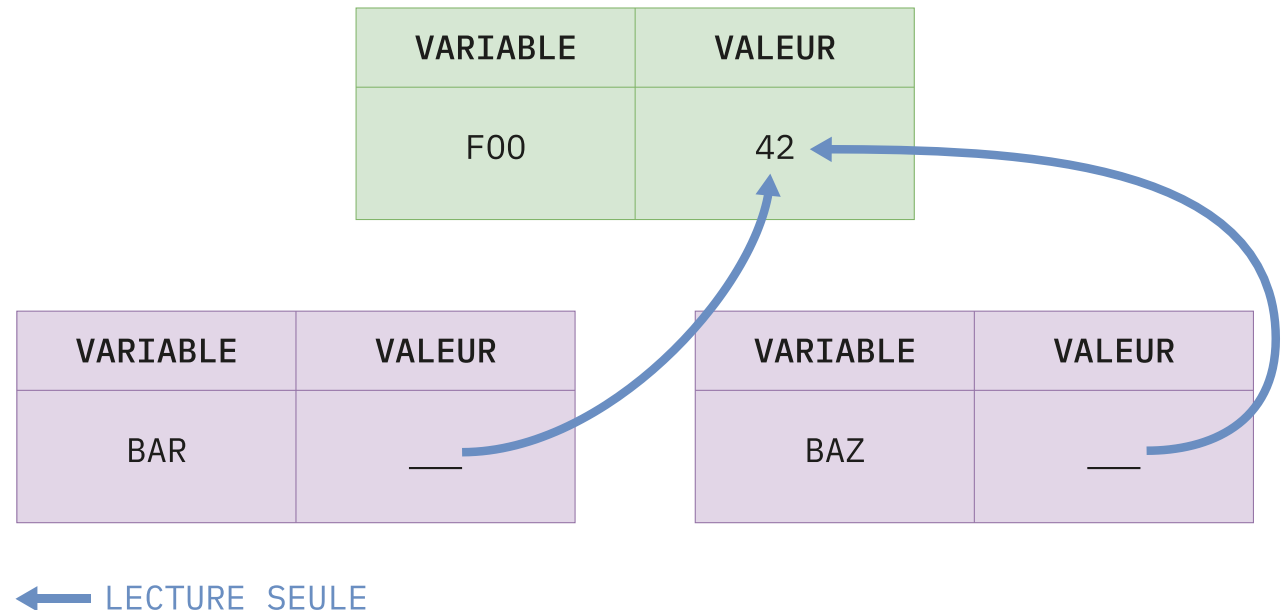 VARIABLE VALEUR
FOO 42
VARIABLE VALEUR
BAR ___
VARIABLE VALEUR
BAZ ___
LECTURE SEULE